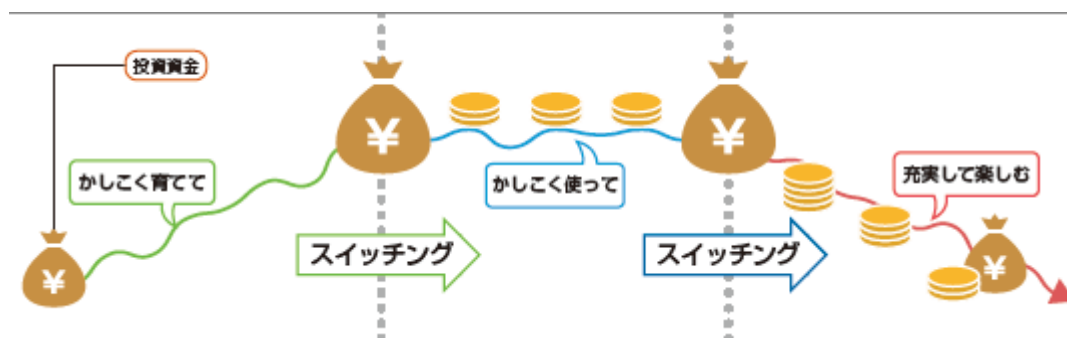 投資資金
¥
¥
かしこく育てて
かしこく使って
充実して楽しむ
スイッチング
スイッチング
¥
¥